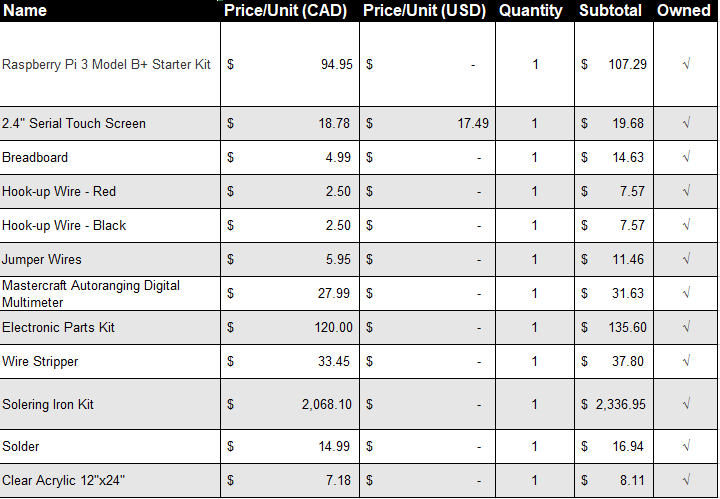 Name Price/Unit (CAD) Price/Unit (USD) Quantity Subtotal Owned
Raspberry Pi 3 Model B+ Starter Kit $ 94.95 $ - 1 $ 107.29 √
2.4" Serial Touch Screen $ 18.78 $ 17.49 1 $ 19.68 √
Breadboard $ 4.99 $ - 1 $ 14.63 √
Hook-up Wire - Red $ 2.50 $ - 1 $ 7.57 √
Hook-up Wire - Black $ 2.50 $ - 1 $ 7.57 √
Jumper Wires $ 5.95 $ - 1 $ 11.46 √
Mastercraft Autoranging Digital
Multimeter $ 27.99 $ - 1 $ 31.63 √
Electronic Parts Kit $ 120.00 $ - 1 $ 135.60 √
Wire Stripper $ 33.45 $ - 1 $ 37.80 √
Solering Iron Kit $ 2,068.10 $ - 1 $ 2,336.95 √
Solder $ 14.99 $ - 1 $ 16.94 √
Clear Acrylic 12"x24" $ 7.18 $ - 1 $ 8.11 √